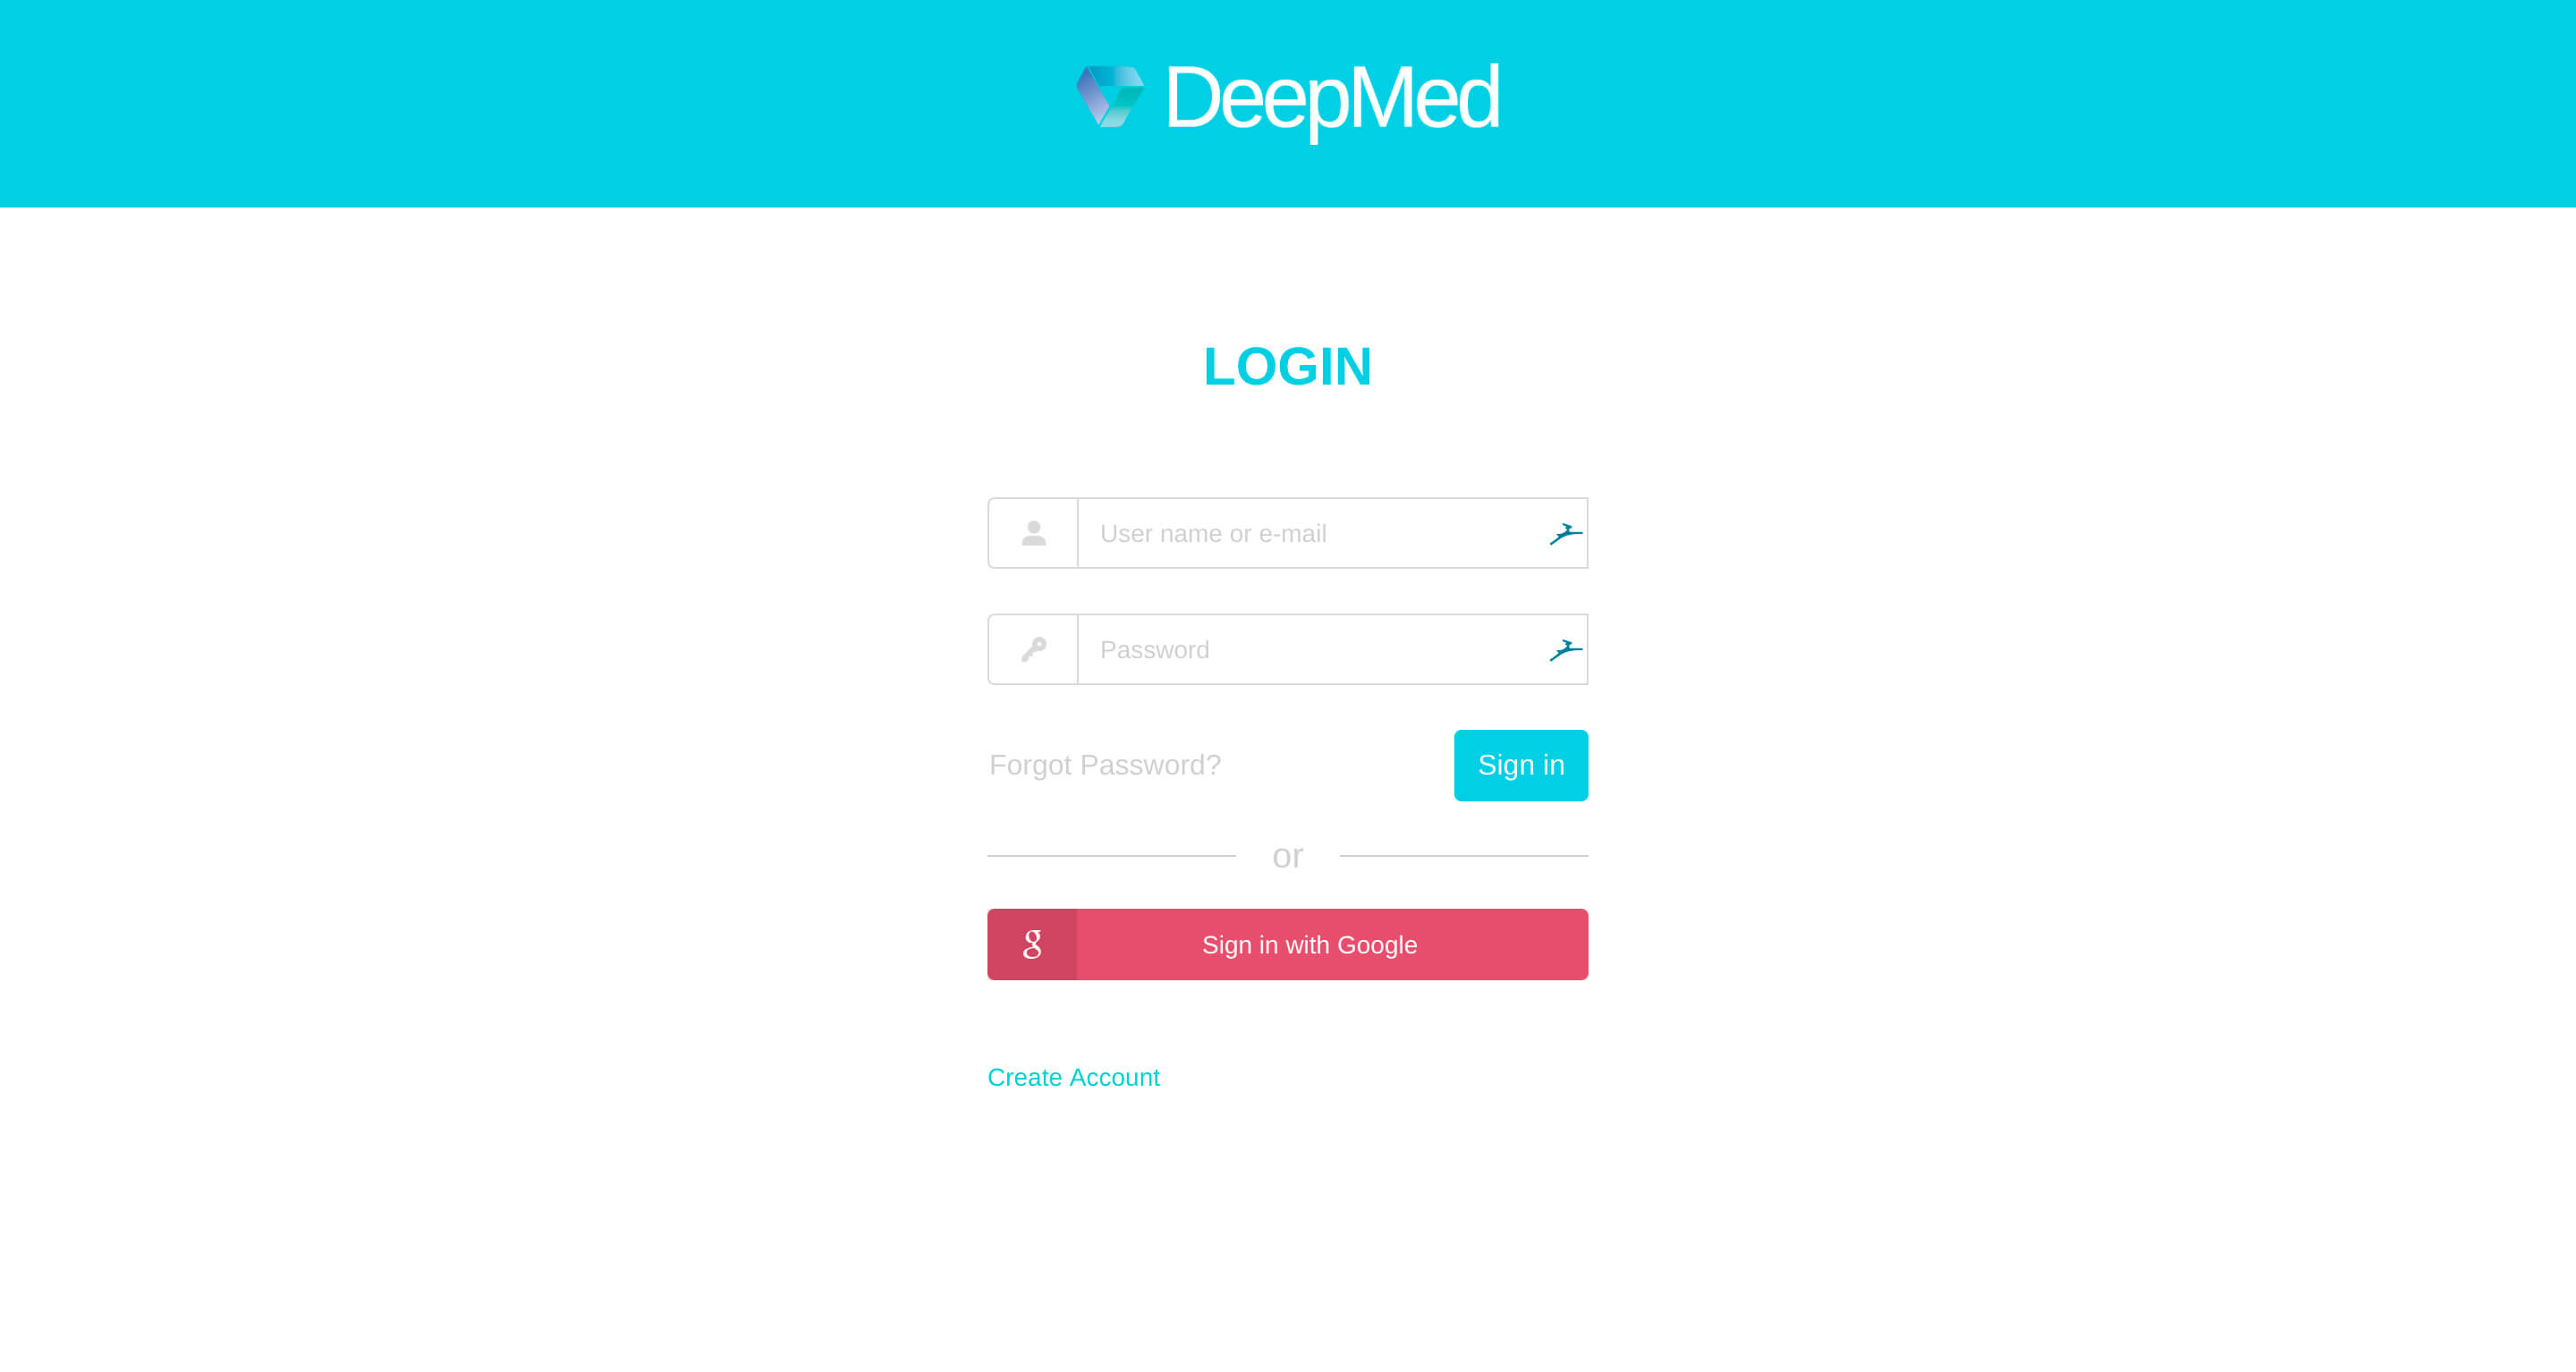 DeepMed
LOGIN
User name or e-mail
Password
Forgot Password?
Sign in
or
g
Sign in with Google
Create Account